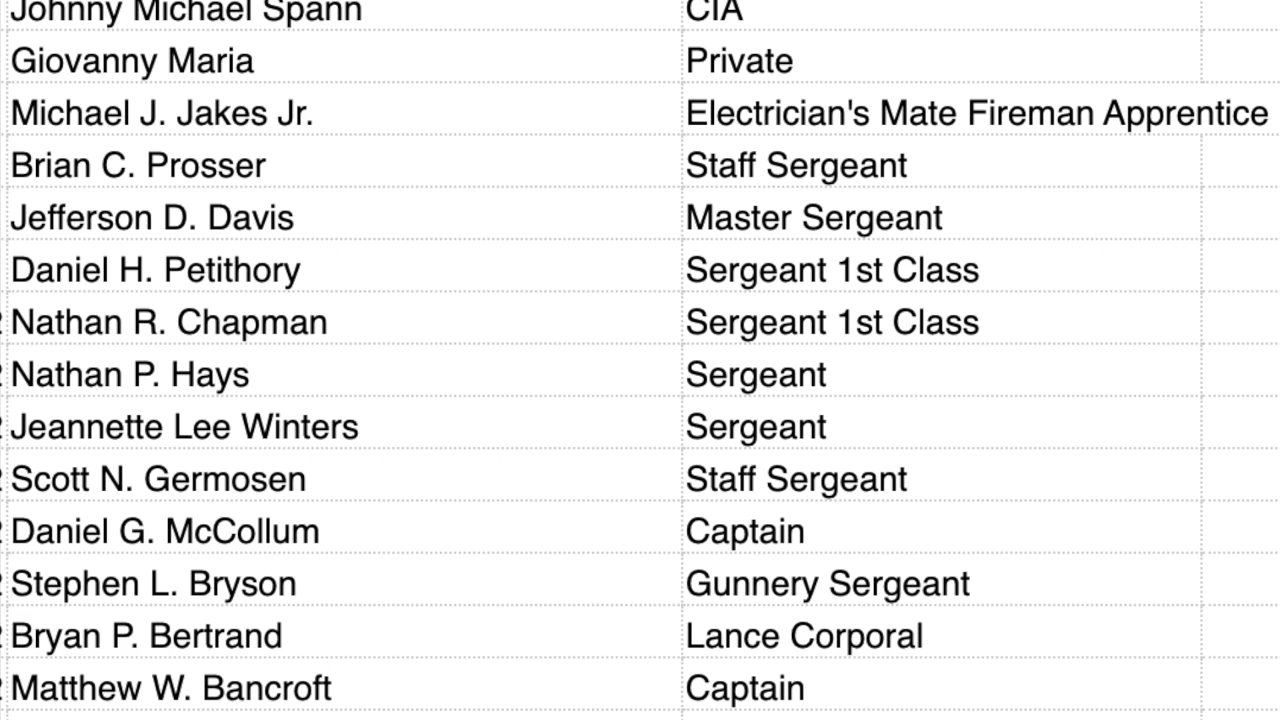 Johnny Michael Spann CIA
Giovanny Maria Private
Michael J. Jakes Jr. Electrician's Mate Fireman Apprentice
Brian C. Prosser Staff Sergeant
Jefferson D. Davis Master Sergeant
Daniel H. Petithory Sergeant 1st Class
Nathan R. Chapman Sergeant 1st Class
Nathan P. Hays Sergeant
Jeannette Lee Winters Sergeant
Scott N. Germosen Staff Sergeant
Daniel G. McCollum Captain
Stephen L. Bryson Gunnery Sergeant
Bryan P. Bertrand Lance Corporal
Matthew W. Bancroft Captain